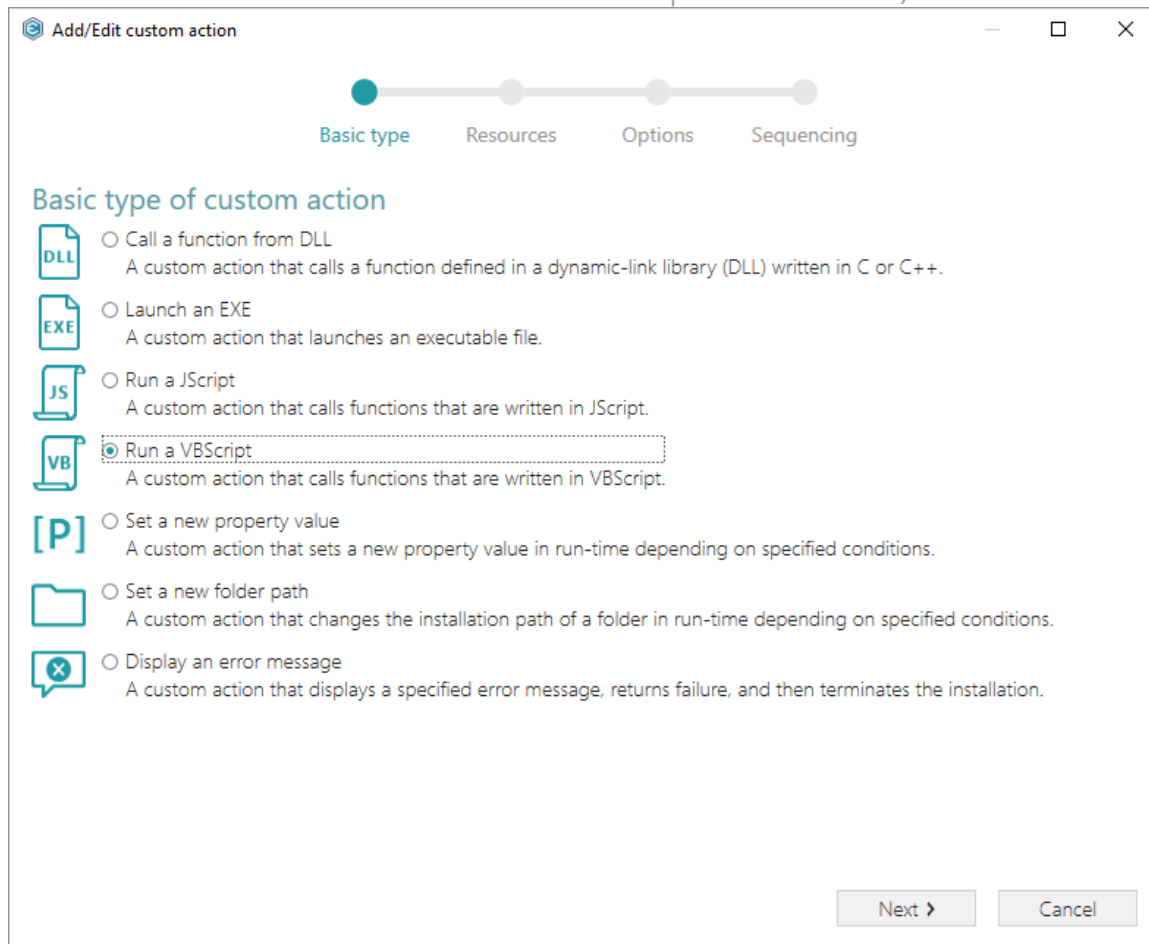 Add/Edit custom action
Basic type Resources Options Sequencing
Basic type of custom action
DLL
Call a function from DLL
A custom action that calls a function defined in a dynamic-link library (DLL) written in C or C++.
EXE
Launch an EXE
A custom action that launches an executable file.
JS
Run a JScript
A custom action that calls functions that are written in JScript.
VB
Run a VBScript
A custom action that calls functions that are written in VBScript.
[P]
Set a new property value
A custom action that sets a new property value in run-time depending on specified conditions.
Set a new folder path
A custom action that changes the installation path of a folder in run-time depending on specified conditions.
Display an error message
A custom action that displays a specified error message, returns failure, and then terminates the installation.
Next > Cancel